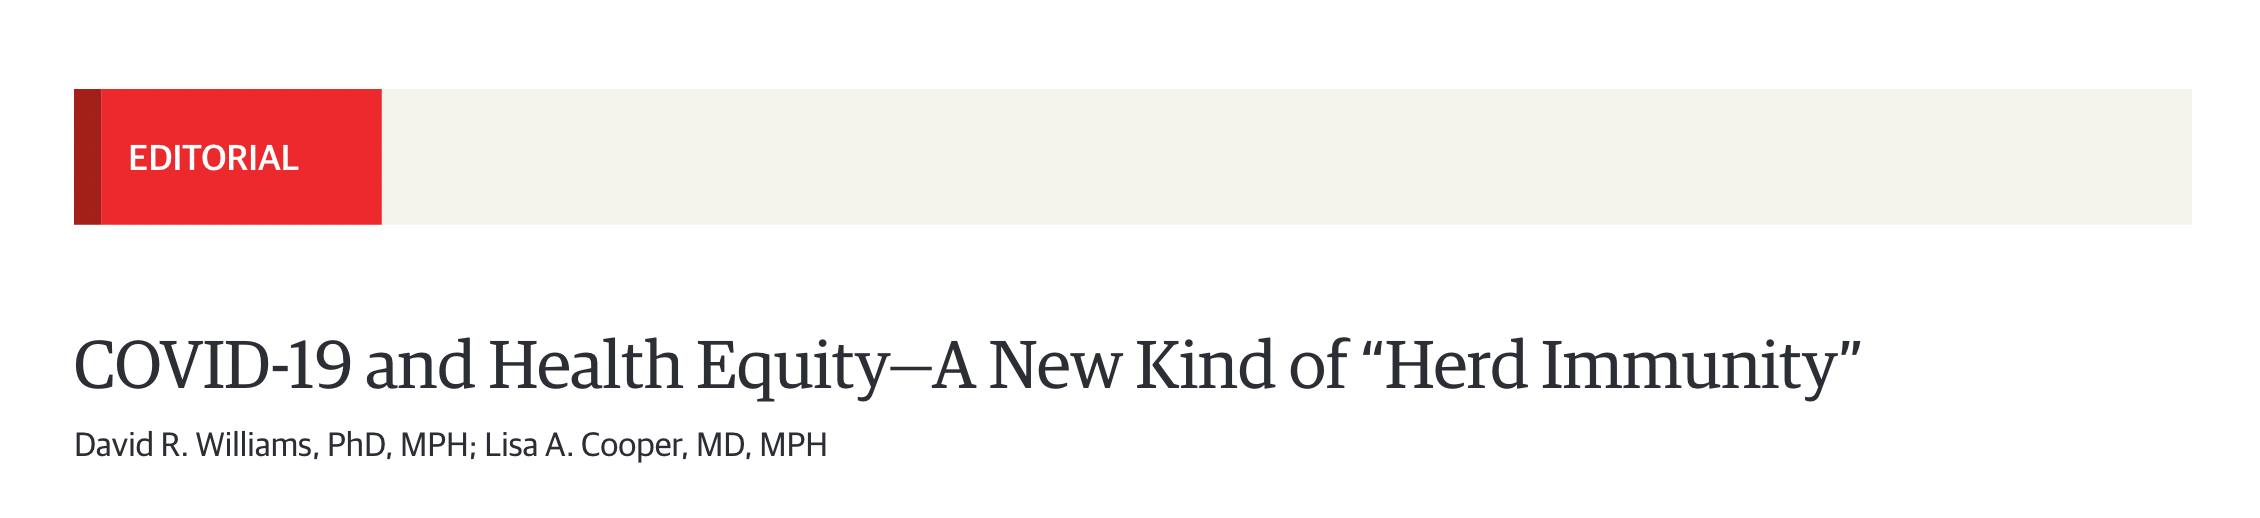 EDITORIAL
COVID-19 and Health Equity—A New Kind of “Herd Immunity”
David R. Williams, PhD, MPH; Lisa A. Cooper, MD, MPH